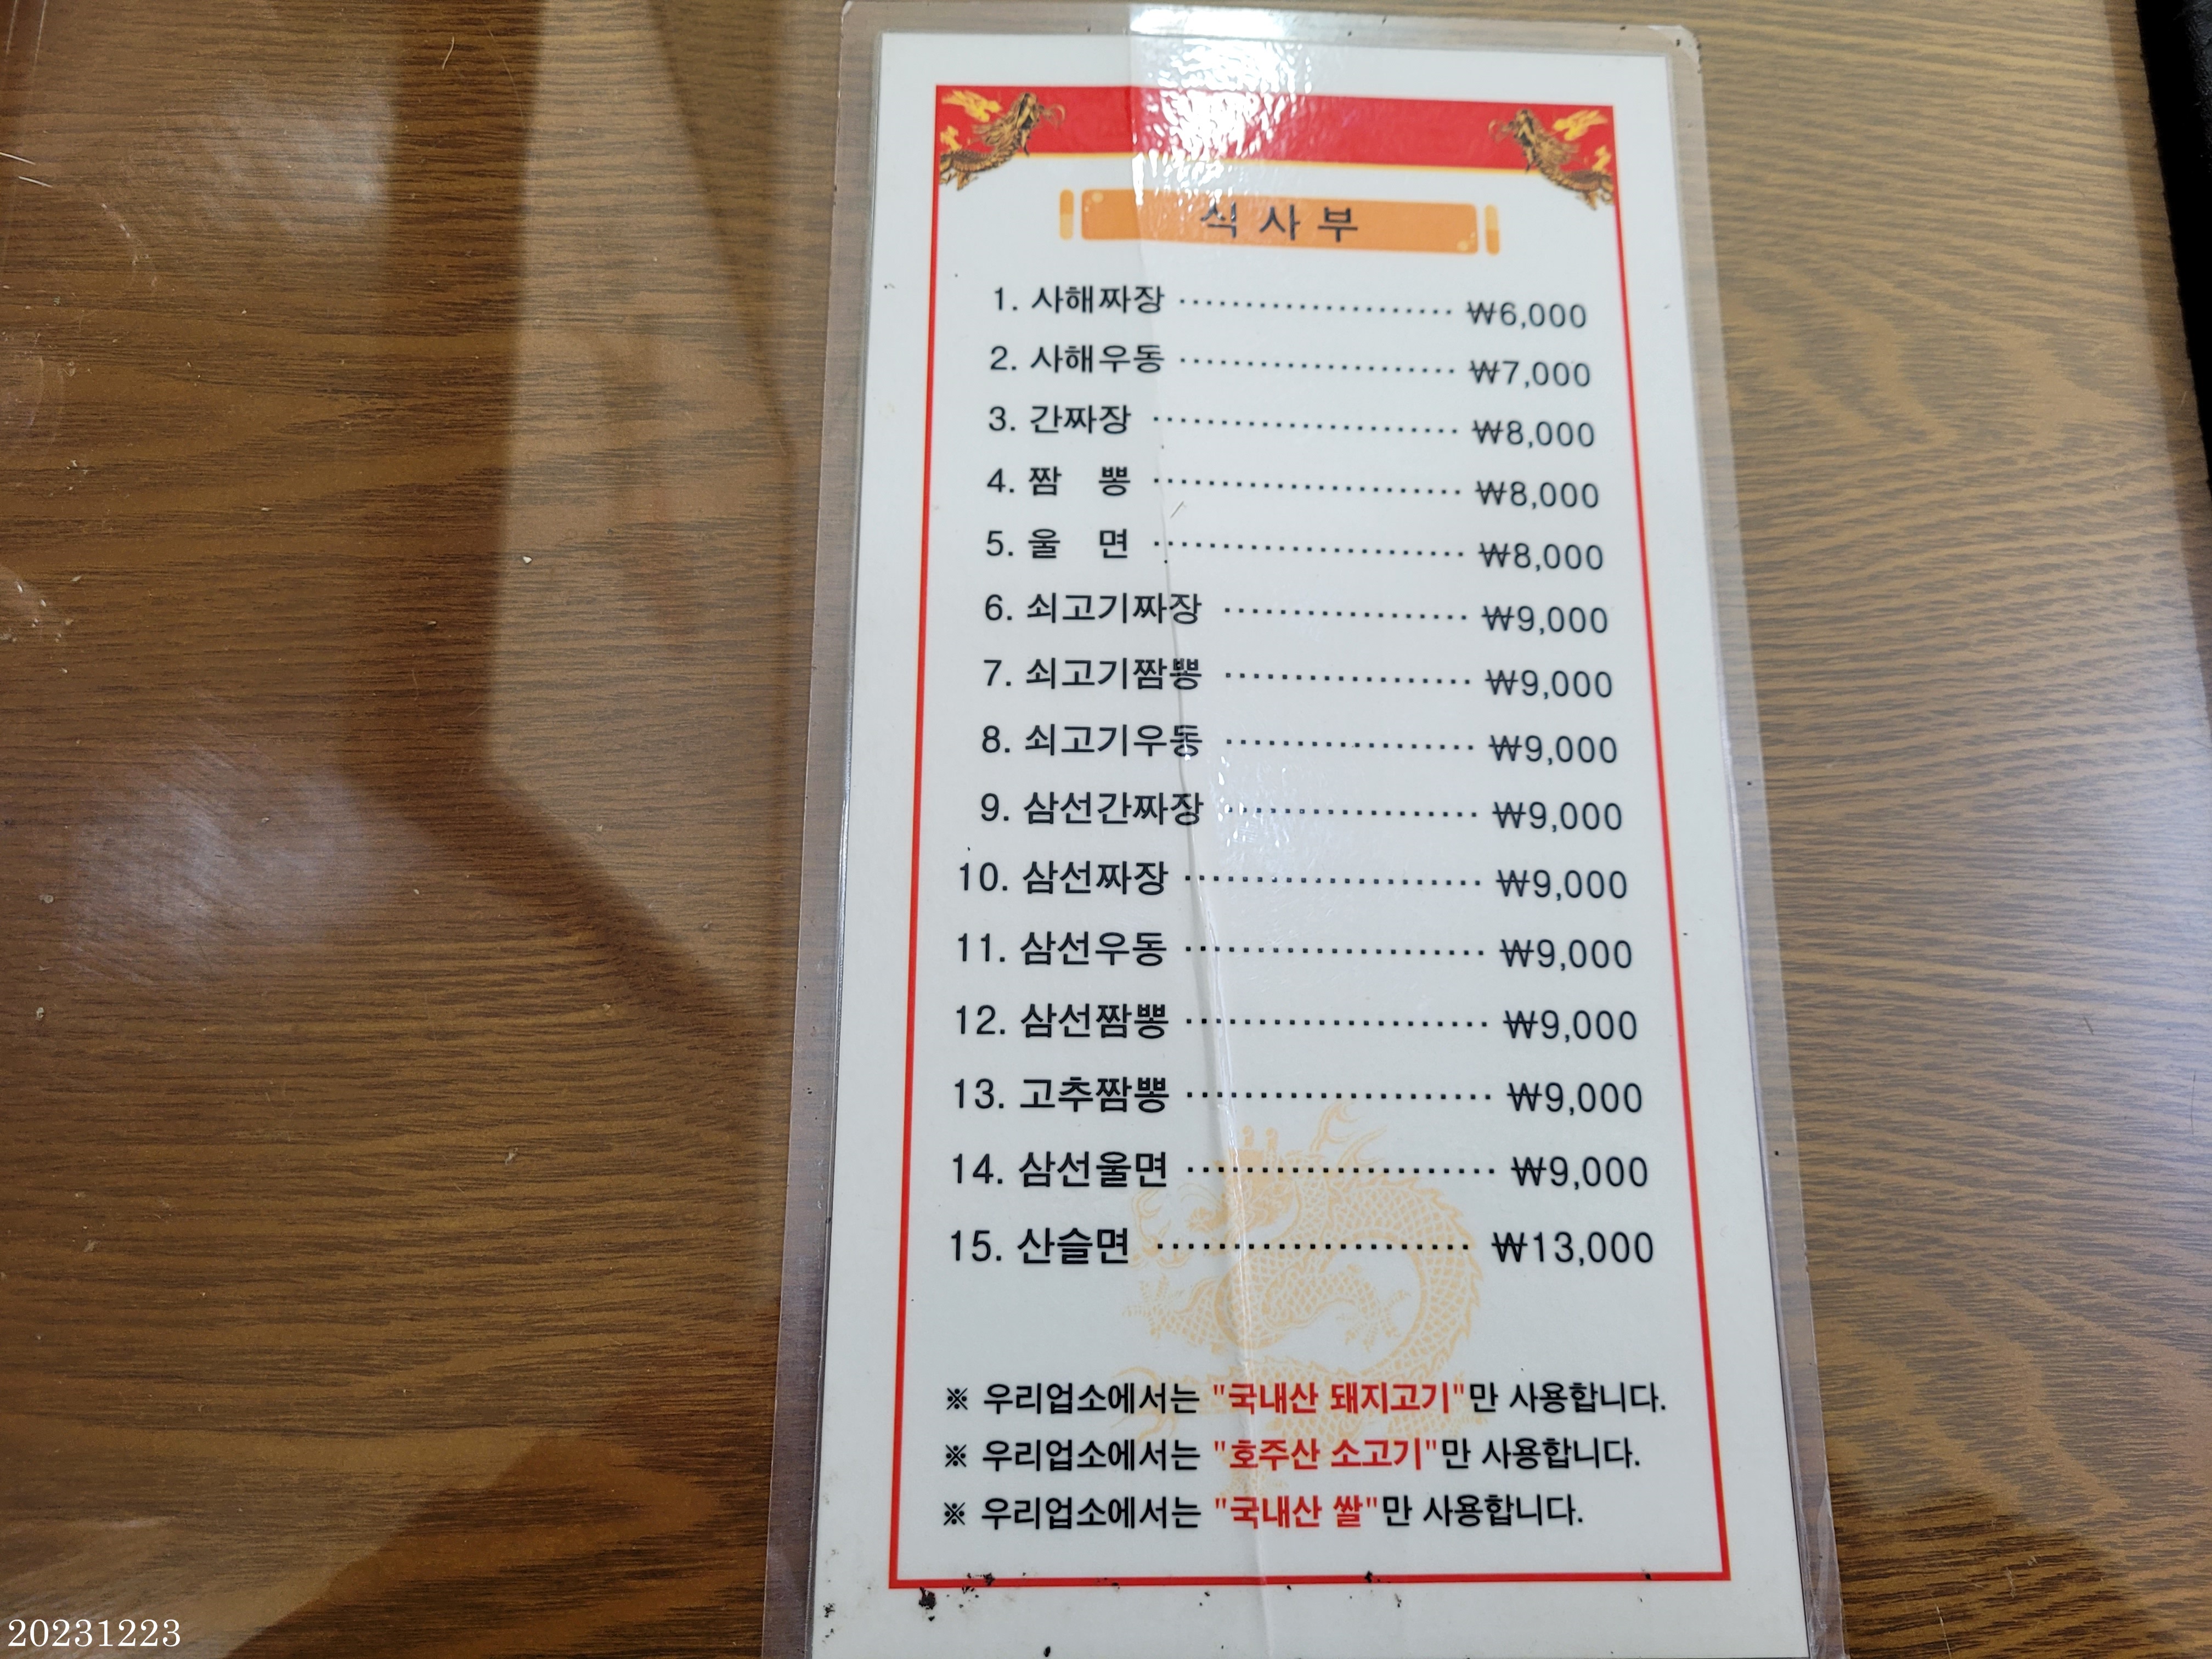 식 사 부
1. 사해짜장 ························ ₩6,000
2. 사해우동 ························ ₩7,000
3. 간짜장 ························ ₩8,000
4. 짬 뽕 ························ ₩8,000
5. 울 면 ························ ₩8,000
6. 쇠고기짜장 ··················· ₩9,000
7. 쇠고기짬뽕 ··················· ₩9,000
8. 쇠고기우동 ··················· ₩9,000
9. 삼선간짜장 ··················· ₩9,000
10. 삼선짜장 ······················ ₩9,000
11. 삼선우동 ······················ ₩9,000
12. 삼선짬뽕 ······················ ₩9,000
13. 고추짬뽕 ······················ ₩9,000
14. 삼선울면 ······················ ₩9,000
15. 산슬면 ······················ ₩13,000
※ 우리업소에서는 "국내산 돼지고기"만 사용합니다.
※ 우리업소에서는 "호주산 소고기"만 사용합니다.
※ 우리업소에서는 "국내산 쌀"만 사용합니다.
20231223